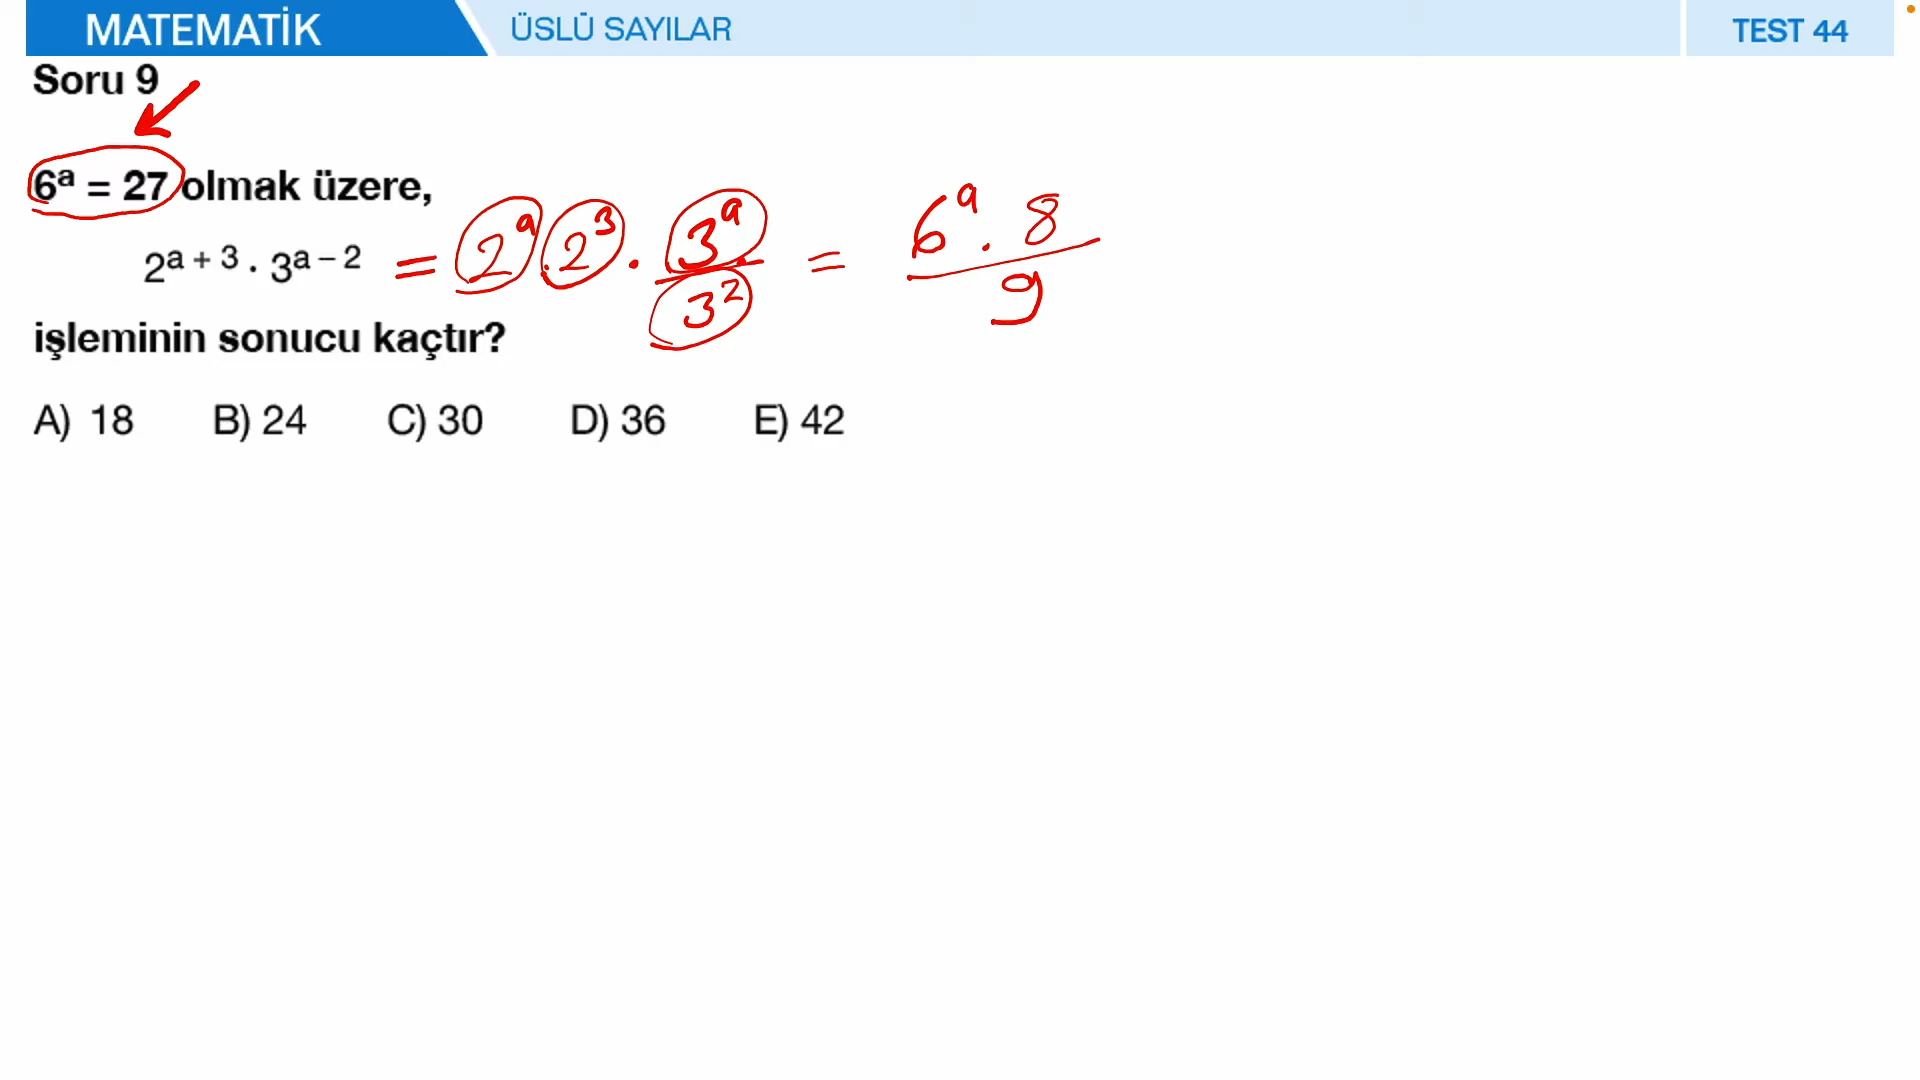 MATEMATİK ÜSLÜ SAYILAR TEST 44
Soru 9
6ᵃ = 27 olmak üzere,
2ᵃ⁺³ · 3ᵃ⁻² = 2ᵃ · 2³ · 3ᵃ / 3² = 6ᵃ · 8 / 9
işleminin sonucu kaçtır?
A) 18 B) 24 C) 30 D) 36 E) 42